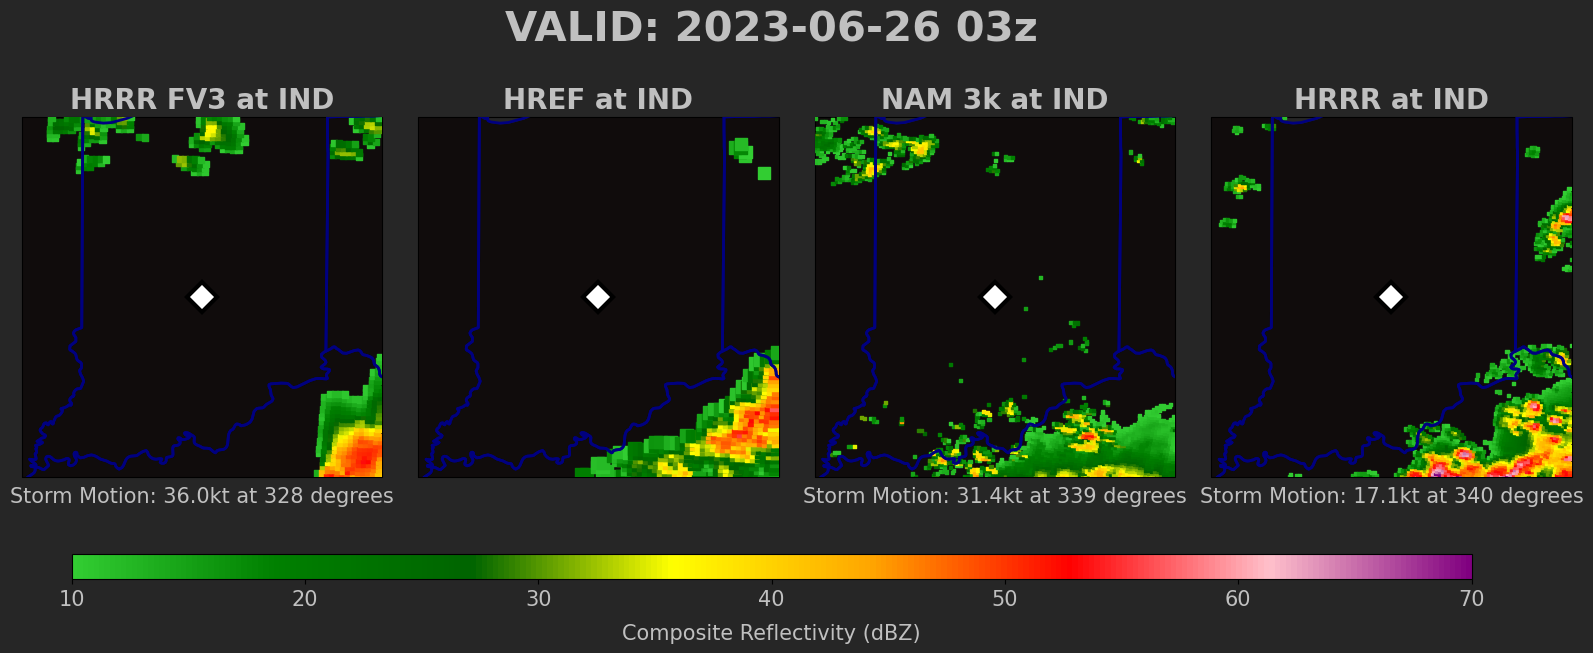 VALID: 2023-06-26 03z
HRRR FV3 at IND
HREF at IND
NAM 3k at IND
HRRR at IND
Storm Motion: 36.0kt at 328 degrees
Storm Motion: 31.4kt at 339 degrees
Storm Motion: 17.1kt at 340 degrees
10 20 30 40 50 60 70
Composite Reflectivity (dBZ)